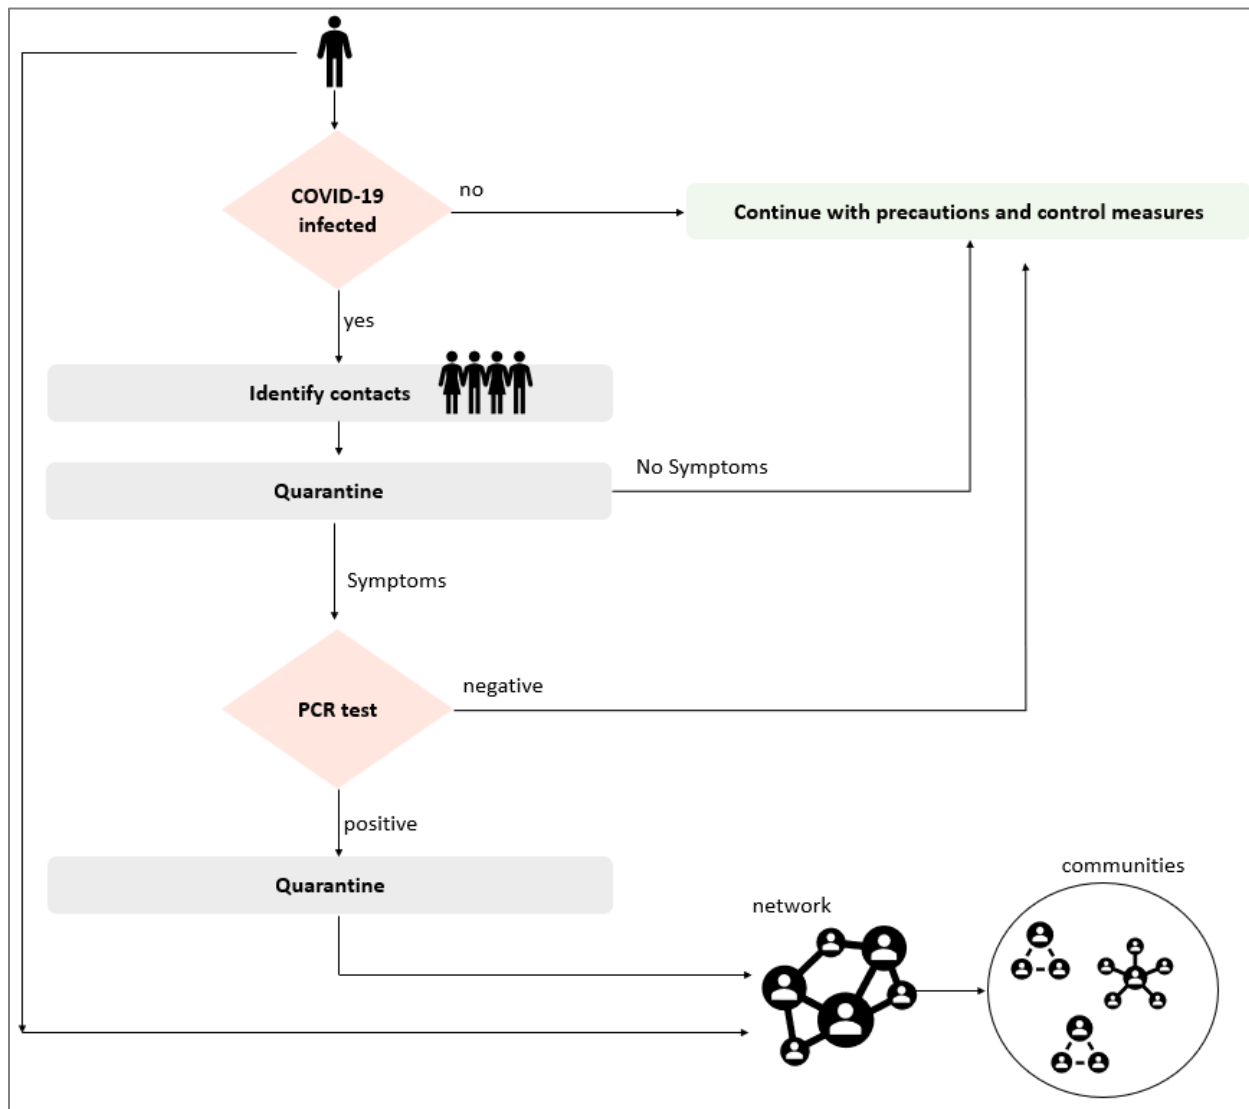 COVID-19
infected
no
Continue with precautions and control measures
yes
Identify contacts
No Symptoms
Quarantine
Symptoms
negative
PCR test
positive
communities
Quarantine
network